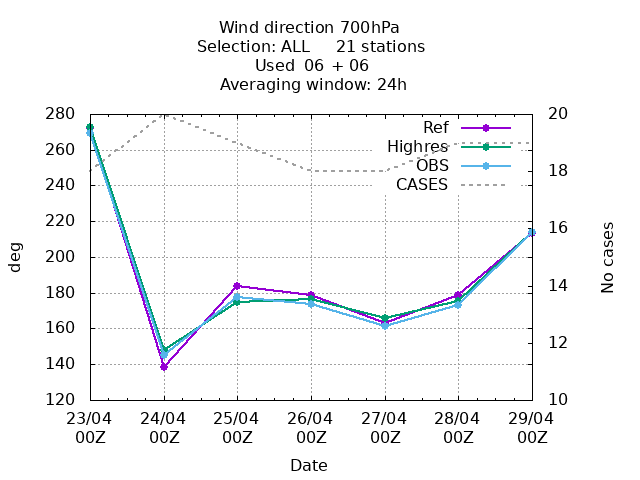 Wind direction 700hPa
Selection: ALL     21 stations
Used  06 + 06
Averaging window: 24h
280
260
240
220
200
180
160
140
120
deg
20
18
16
14
12
10
No cases
Ref
Highres
OBS
CASES
23/04 24/04 25/04 26/04 27/04 28/04 29/04
00Z 00Z 00Z 00Z 00Z 00Z 00Z
Date